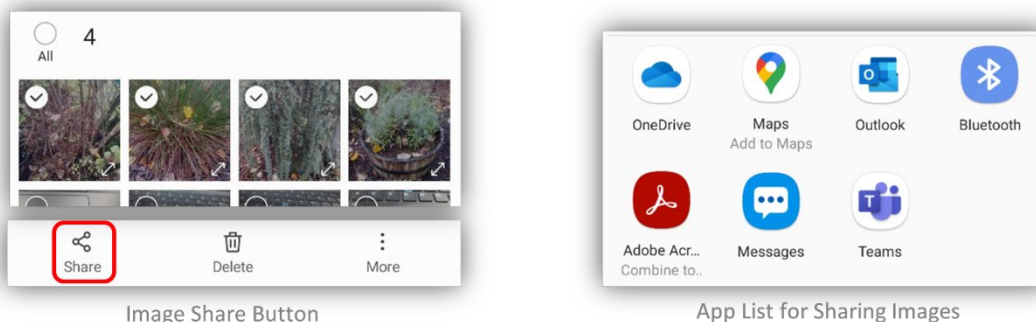 4
All
Share
Delete
More
Image Share Button
OneDrive
Maps
Add to Maps
Outlook
Bluetooth
Adobe Acr...
Combine to..
Messages
Teams
App List for Sharing Images